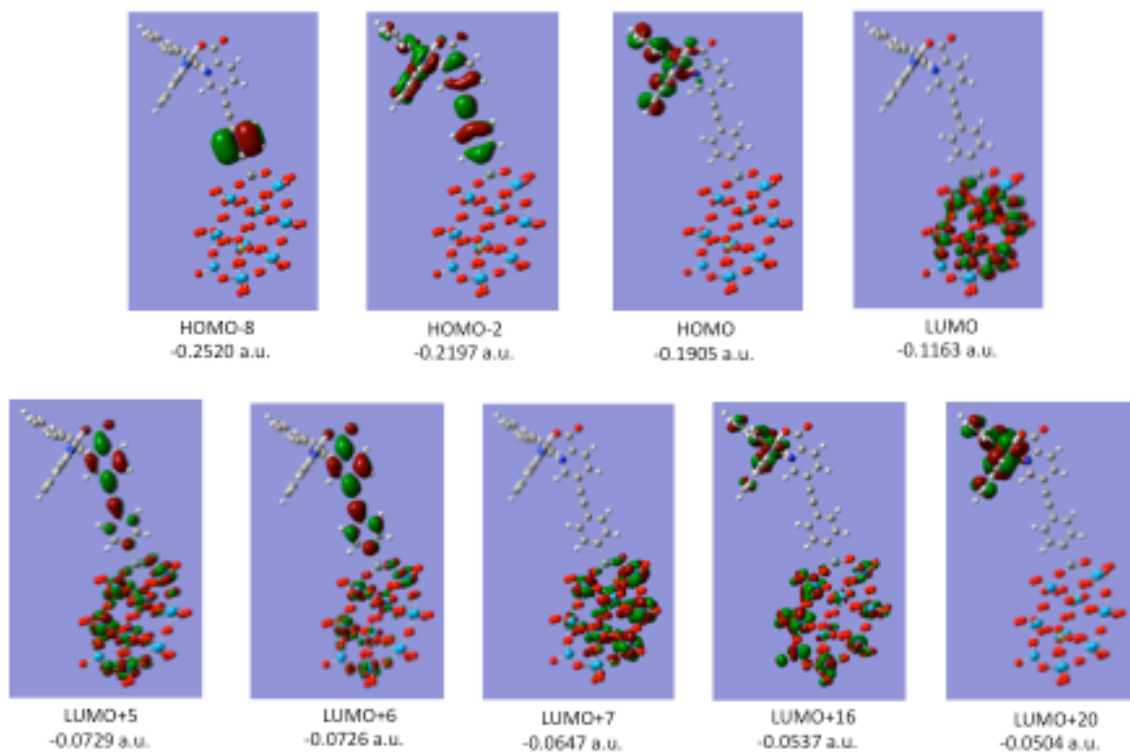 HOMO-8
-0.2520 a.u.
HOMO-2
-0.2197 a.u.
HOMO
-0.1905 a.u.
LUMO
-0.1163 a.u.
LUMO+5
-0.0729 a.u.
LUMO+6
-0.0726 a.u.
LUMO+7
-0.0647 a.u.
LUMO+16
-0.0537 a.u.
LUMO+20
-0.0504 a.u.